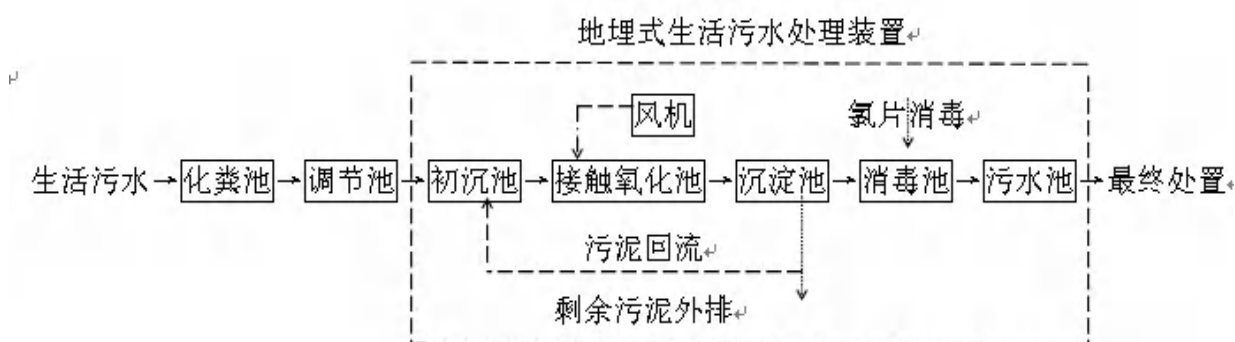 地埋式生活污水处理装置
风机
氯片消毒
生活污水→化粪池→调节池→初沉池→接触氧化池→沉淀池→消毒池→污水池→最终处置
污泥回流
剩余污泥外排